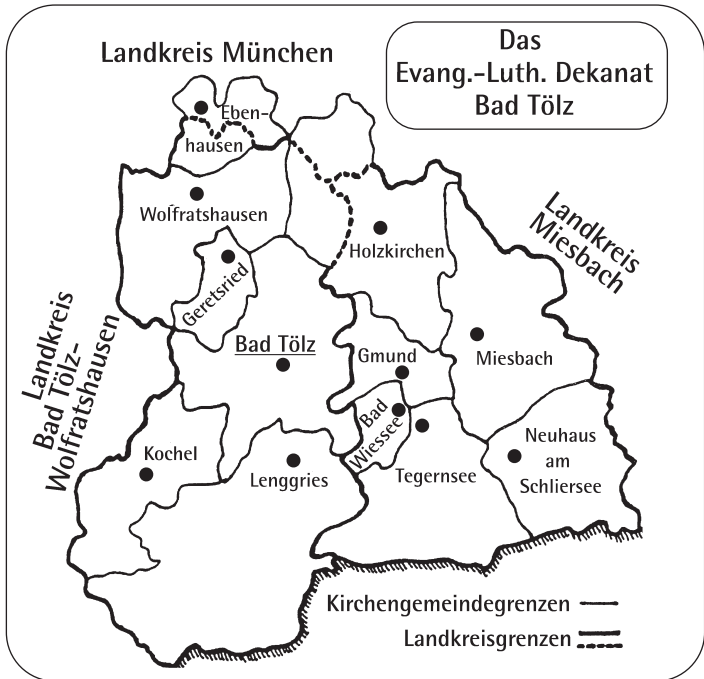 Landkreis München
Das
Evang.-Luth. Dekanat
Bad Tölz
Eben-
hausen
Wolfratshausen
Holzkirchen
Landkreis
Miesbach
Geretsried
Landkreis
Bad Tölz-
Wolfratshausen
Bad Tölz
Gmund
Miesbach
Bad
Wiessee
Kochel
Lenggries
Tegernsee
Neuhaus
am
Schliersee
Kirchengemeindegrenzen
Landkreisgrenzen